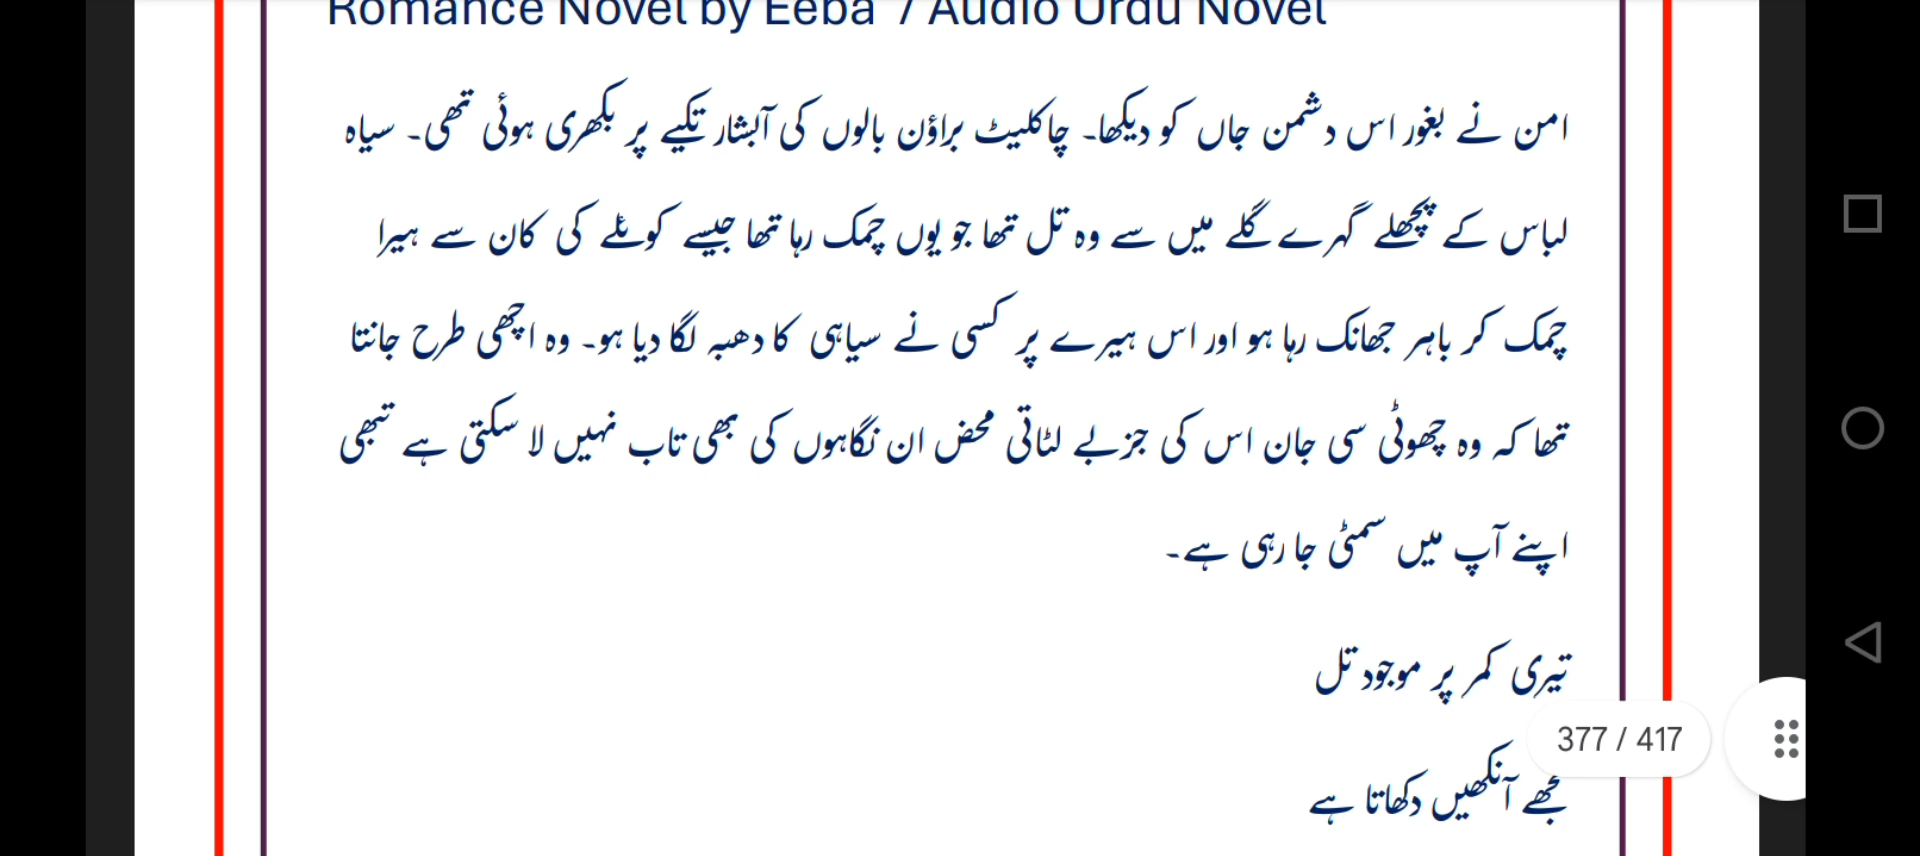 Romance Novel by Eeba / Audio Urdu Novel
امن نے بغور اس دشمن جاں کو دیکھا۔ چاکلیٹ براؤن بالوں کی آبشار تکیے پر بکھری ہوئی تھی۔ سیاہ
لباس کے پچھلے گہرے گلے میں سے وہ تل تھا جو یوں چمک رہا تھا جیسے کوئلے کی کان سے ہیرا
چمک کر باہر جھانک رہا ہو اور اس ہیرے پر کسی نے سیاہی کا دھبہ لگا دیا ہو۔ وہ اچھی طرح جانتا
تھا کہ وہ چھوٹی سی جان اس کی جزبے لٹاتی محض ان نگاہوں کی بھی تاب نہیں لا سکتی ہے تبھی
اپنے آپ میں سمٹی جا رہی ہے۔
تیری کمر پر موجود تل
377 / 417
مجھے آنکھیں دکھاتا ہے